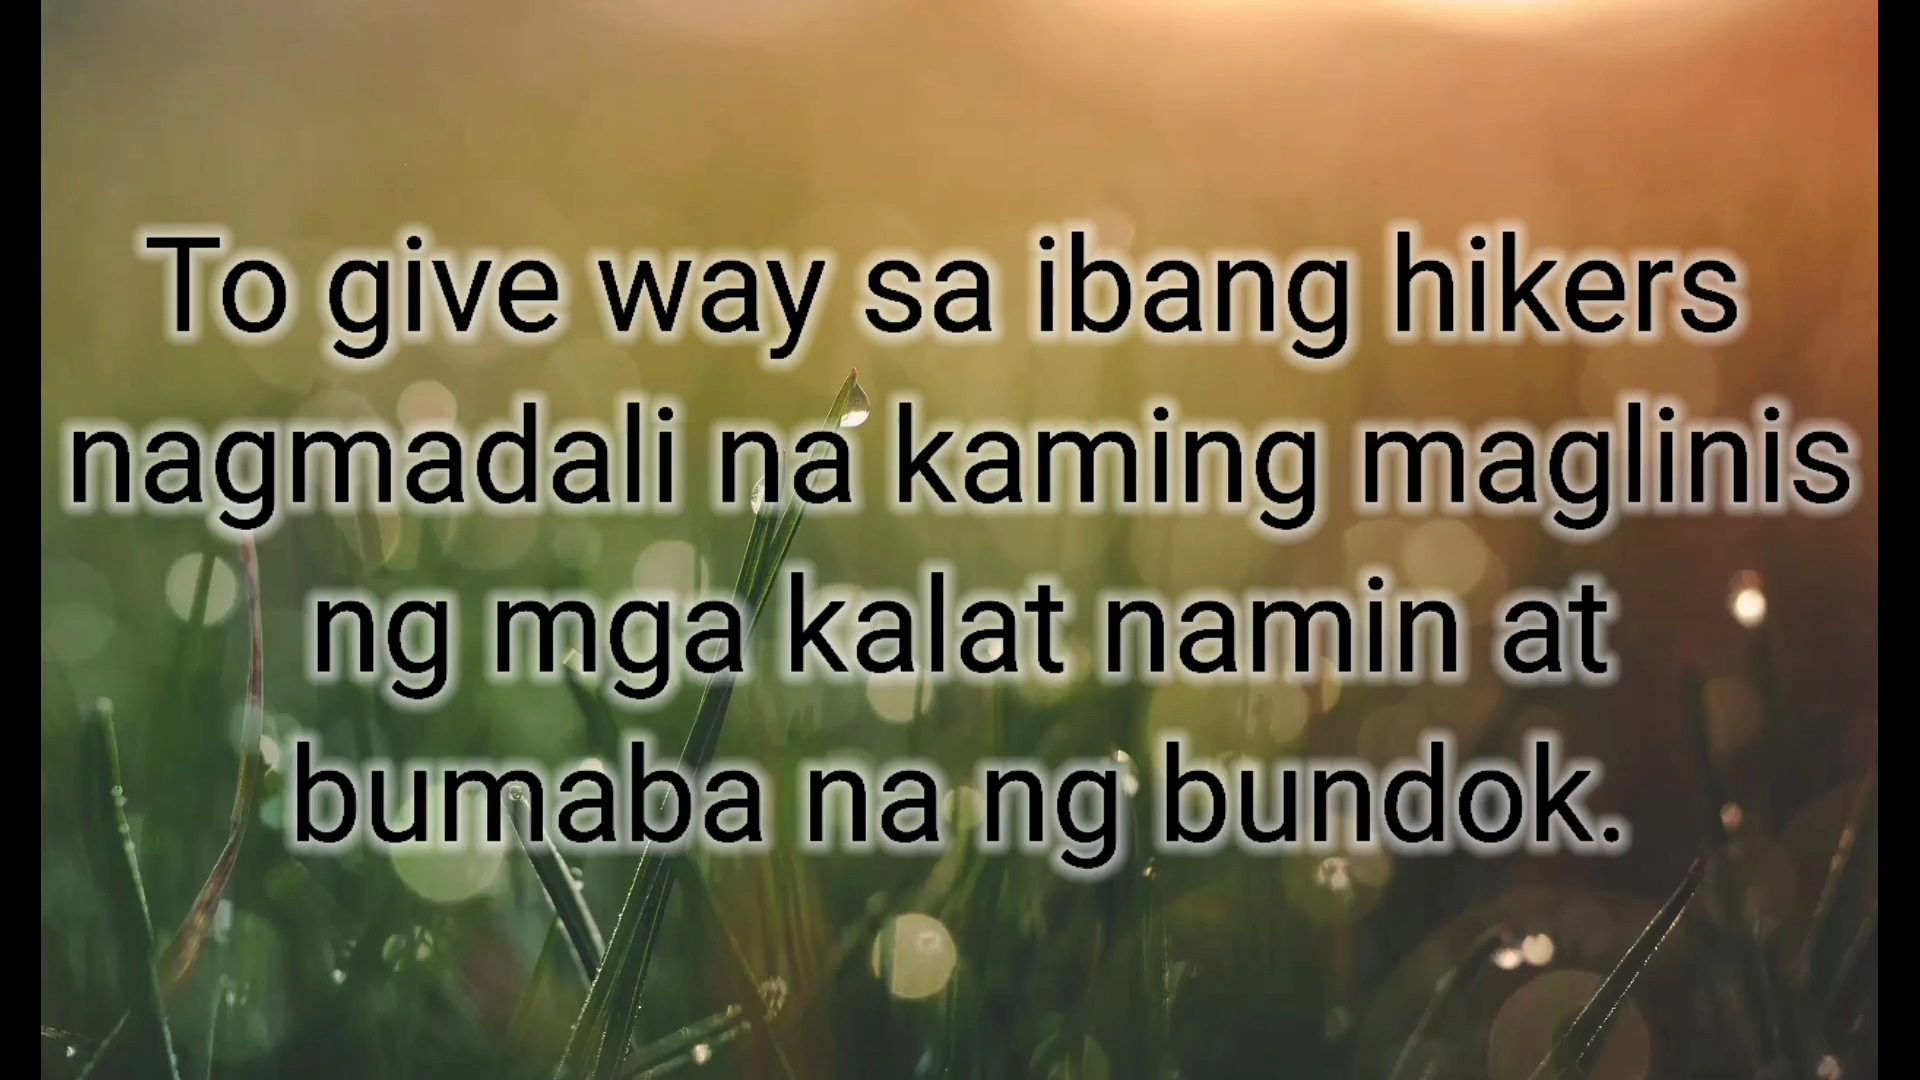 To give way sa ibang hikers
nagmadali na kaming maglinis
ng mga kalat namin at
bumaba na ng bundok.